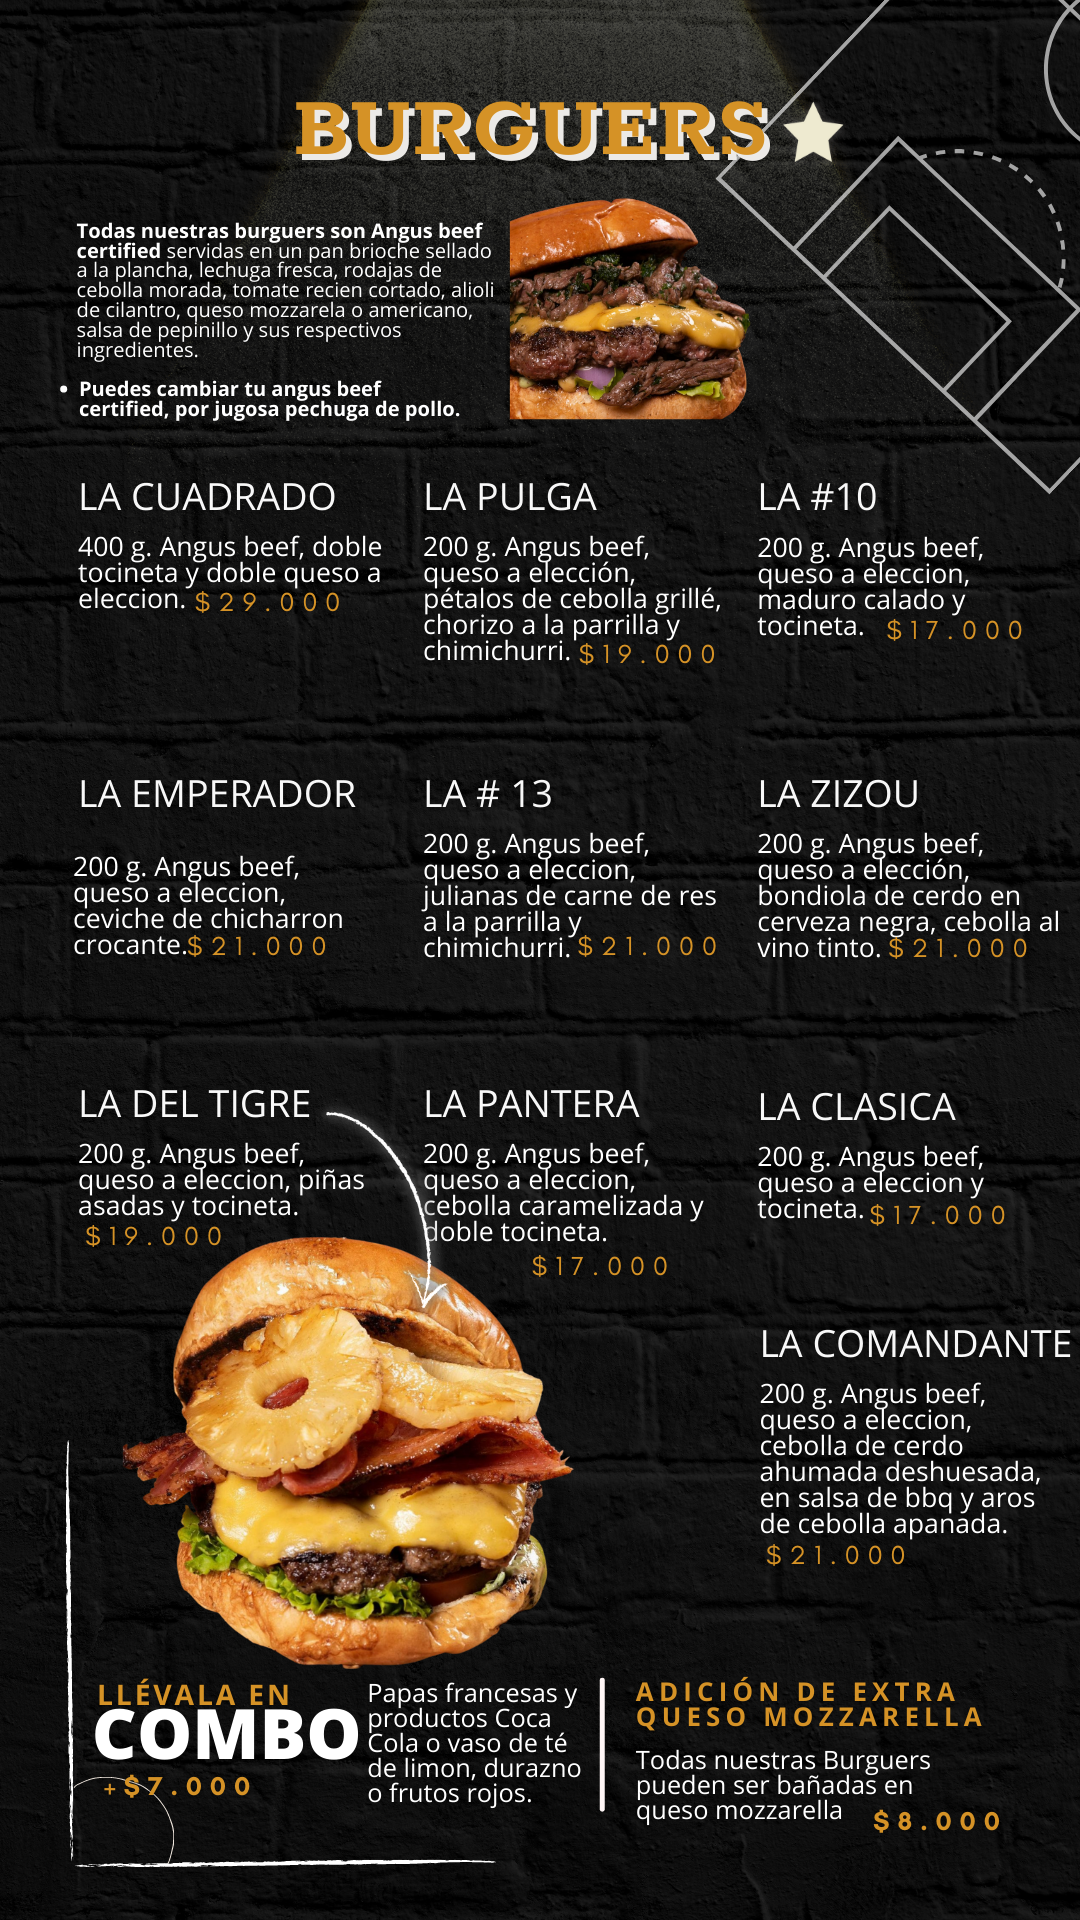 BURGUERS
Todas nuestras burguers son Angus beef
certified servidas en un pan brioche sellado
a la plancha, lechuga fresca, rodajas de
cebolla morada, tomate recien cortado, alioli
de cilantro, queso mozzarela o americano,
salsa de pepinillo y sus respectivos
ingredientes.
• Puedes cambiar tu angus beef
certified, por jugosa pechuga de pollo.
LA CUADRADO
400 g. Angus beef, doble
tocineta y doble queso a
eleccion. $29.000
LA PULGA
200 g. Angus beef,
queso a elección,
pétalos de cebolla grillé,
chorizo a la parrilla y
chimichurri. $19.000
LA #10
200 g. Angus beef,
queso a eleccion,
maduro calado y
tocineta. $17.000
LA EMPERADOR
200 g. Angus beef,
queso a eleccion,
ceviche de chicharron
crocante.$21.000
LA # 13
200 g. Angus beef,
queso a eleccion,
julianas de carne de res
a la parrilla y
chimichurri. $21.000
LA ZIZOU
200 g. Angus beef,
queso a elección,
bondiola de cerdo en
cerveza negra, cebolla al
vino tinto. $21.000
LA DEL TIGRE
200 g. Angus beef,
queso a eleccion, piñas
asadas y tocineta.
$19.000
LA PANTERA
200 g. Angus beef,
queso a eleccion,
cebolla caramelizada y
doble tocineta.
$17.000
LA CLASICA
200 g. Angus beef,
queso a eleccion y
tocineta. $17.000
LA COMANDANTE
200 g. Angus beef,
queso a eleccion,
cebolla de cerdo
ahumada deshuesada,
en salsa de bbq y aros
de cebolla apanada.
$21.000
LLÉVALA EN
COMBO
+$7.000
Papas francesas y
productos Coca
Cola o vaso de té
de limon, durazno
o frutos rojos.
ADICIÓN DE EXTRA
QUESO MOZZARELLA
Todas nuestras Burguers
pueden ser bañadas en
queso mozzarella $8.000